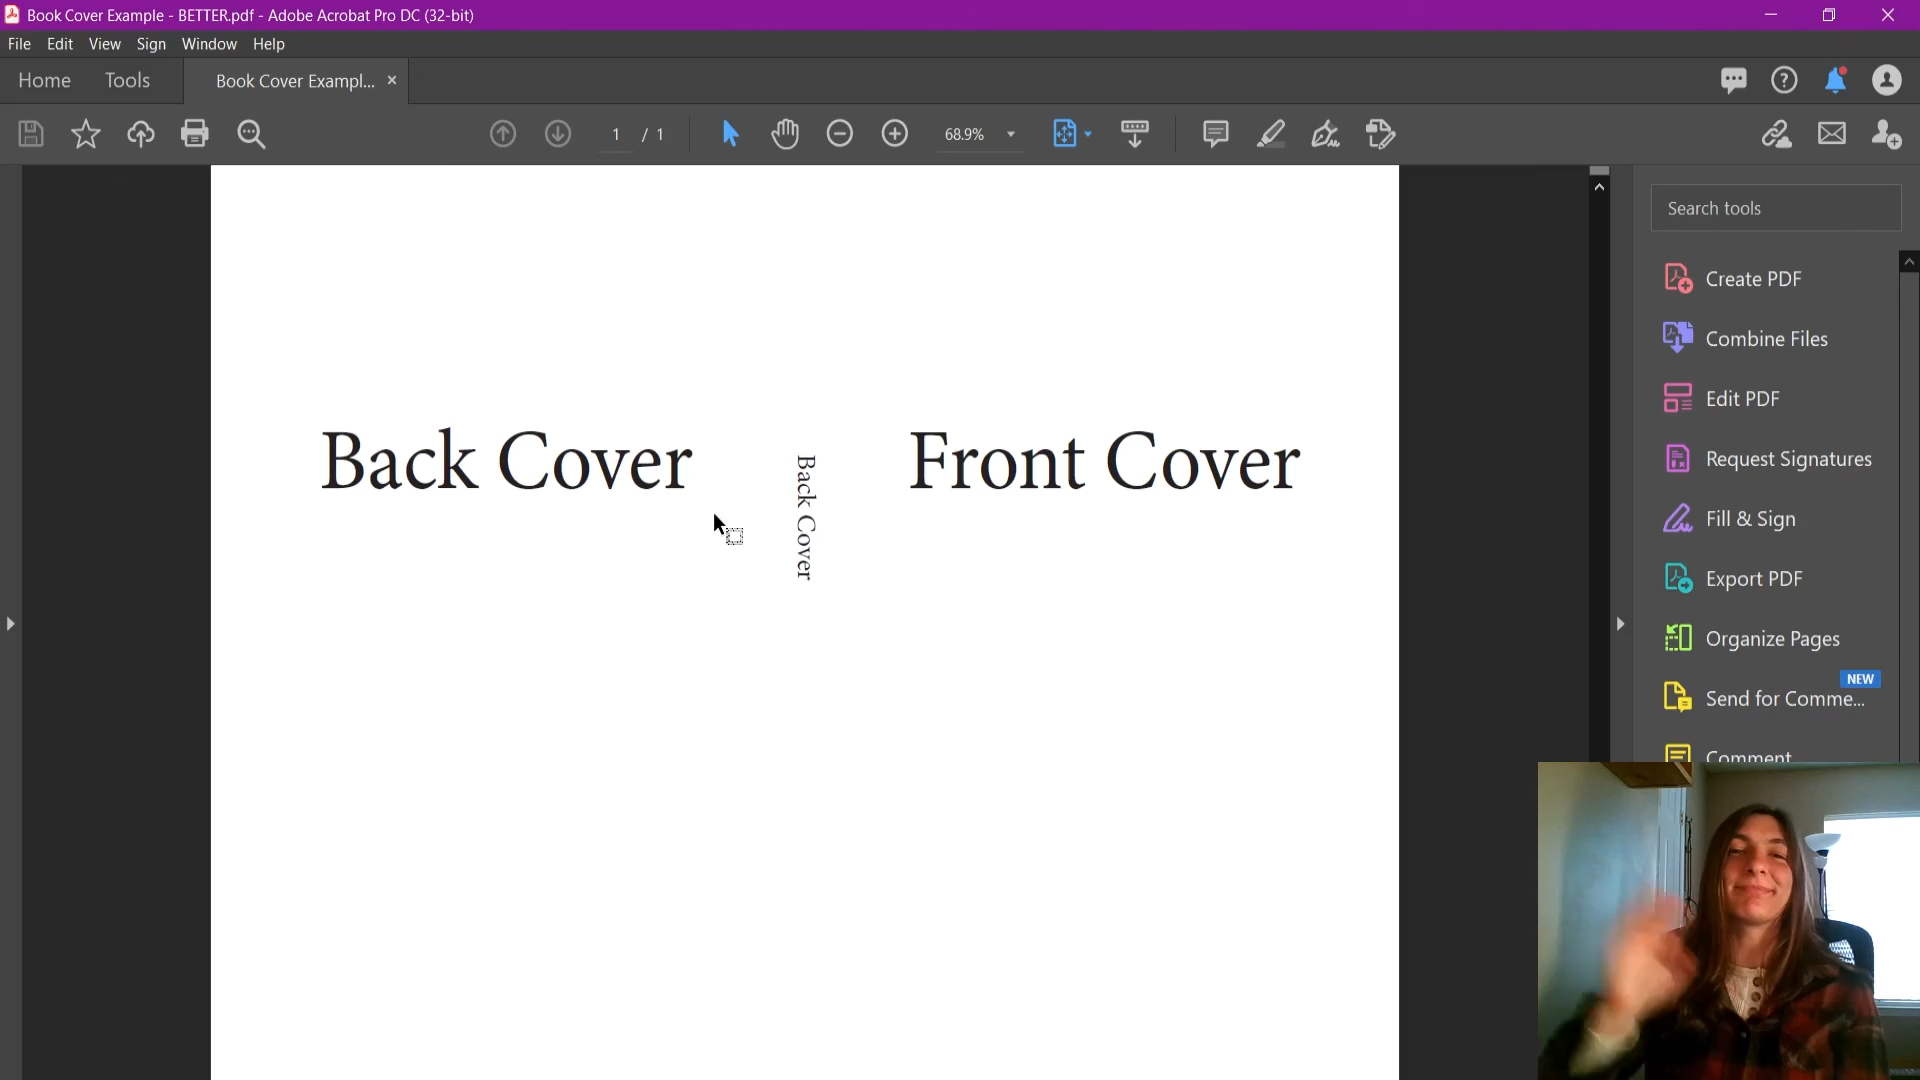 Book Cover Example - BETTER.pdf - Adobe Acrobat Pro DC (32-bit)
File Edit View Sign Window Help
Home Tools Book Cover Exampl...
1 / 1 68.9%
Search tools
Create PDF
Combine Files
Edit PDF
Request Signatures
Fill & Sign
Export PDF
Organize Pages
NEW
Send for Comme...
Comment
Back Cover
Back Cover
Front Cover